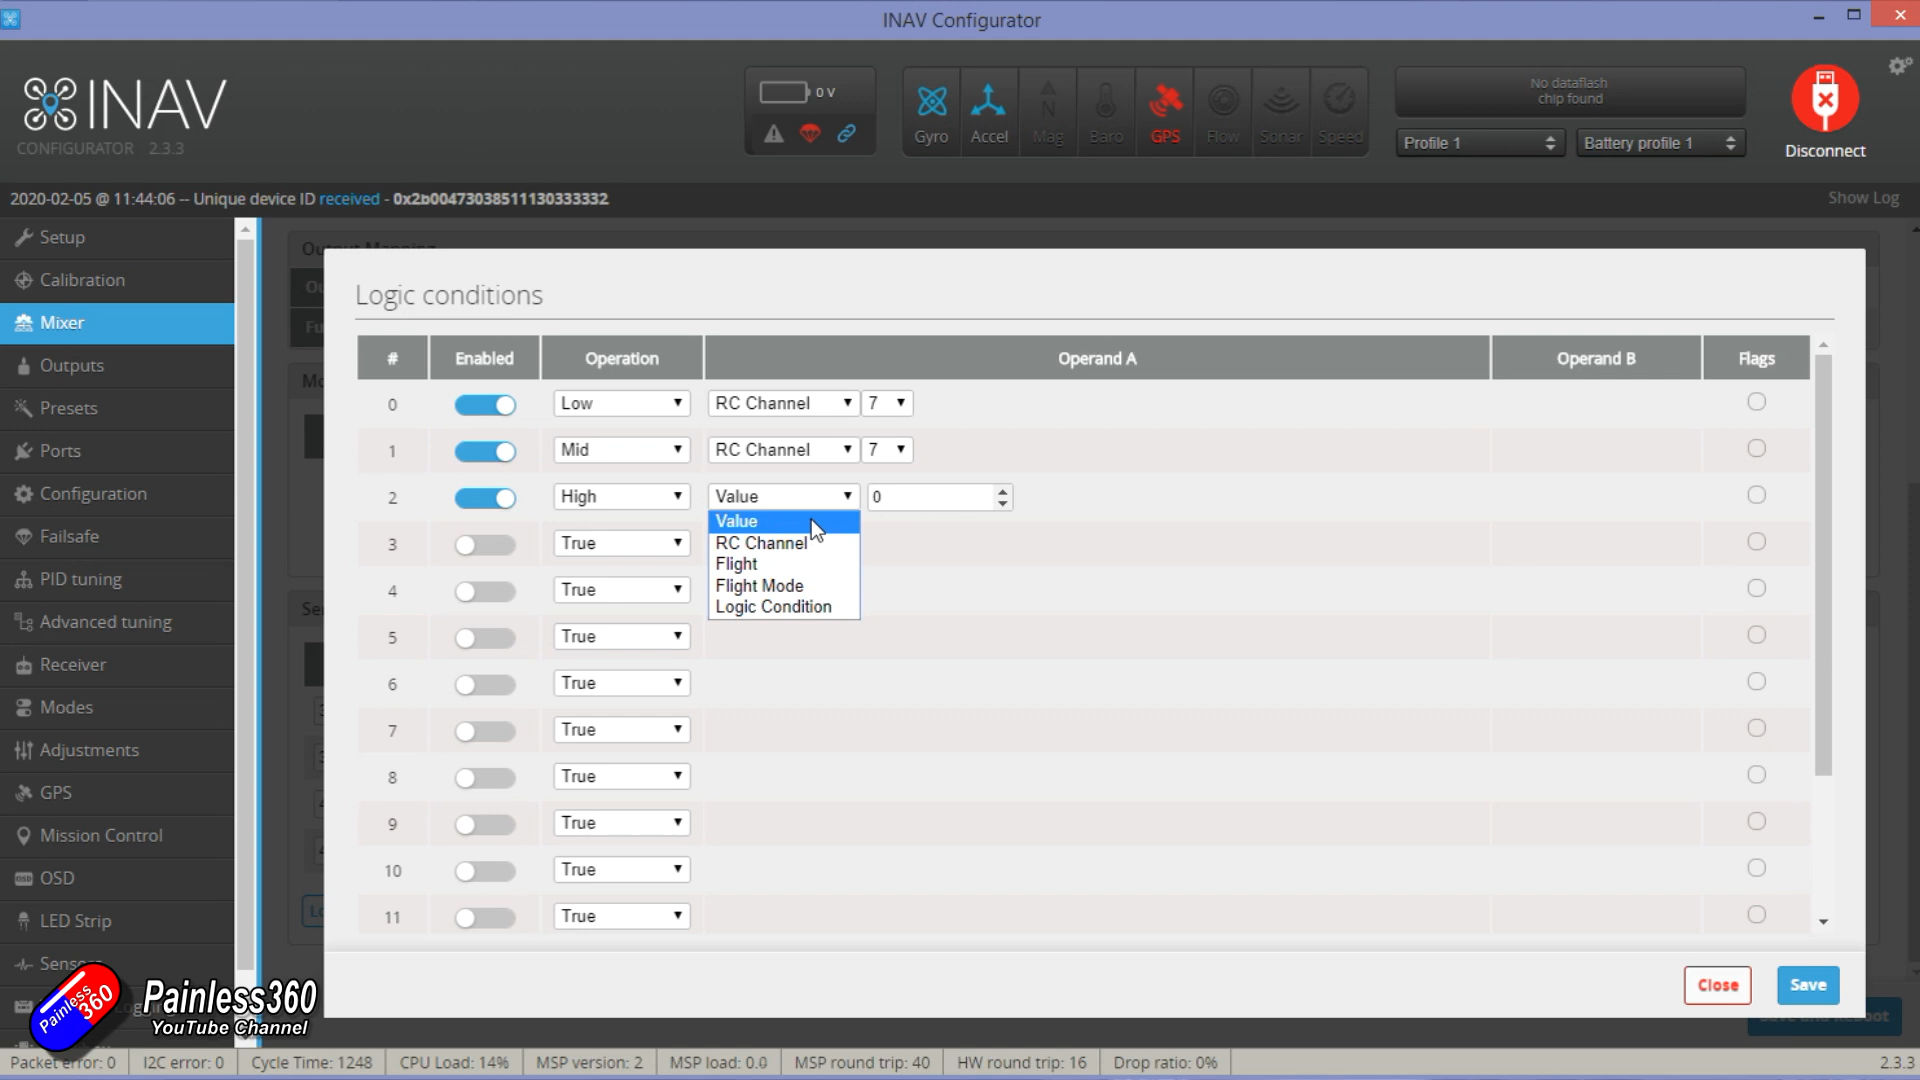 INAV Configurator
INAV
CONFIGURATOR 2.3.3
0 V
Gyro
Accel
Mag
Baro
GPS
Flow
Sonar
Speed
No dataflash
chip found
Profile 1
Battery profile 1
Disconnect
2020-02-05 @ 11:44:06 -- Unique device ID received - 0x2b00473038511130333332
Show Log
Setup
Calibration
Mixer
Outputs
Presets
Ports
Configuration
Failsafe
PID tuning
Advanced tuning
Receiver
Modes
Adjustments
GPS
Mission Control
OSD
LED Strip
Output Mapping
Logic conditions
# Enabled Operation Operand A Operand B Flags
0 Low RC Channel 7
1 Mid RC Channel 7
2 High Value 0
Value
RC Channel
Flight
Flight Mode
Logic Condition
3 True
4 True
5 True
6 True
7 True
8 True
9 True
10 True
11 True
Close
Save
Painless360
Painless360
YouTube Channel
Packet error: 0
I2C error: 0
Cycle Time: 1248
CPU Load: 14%
MSP version: 2
MSP load: 0.0
MSP round trip: 40
HW round trip: 16
Drop ratio: 0%
2.3.3